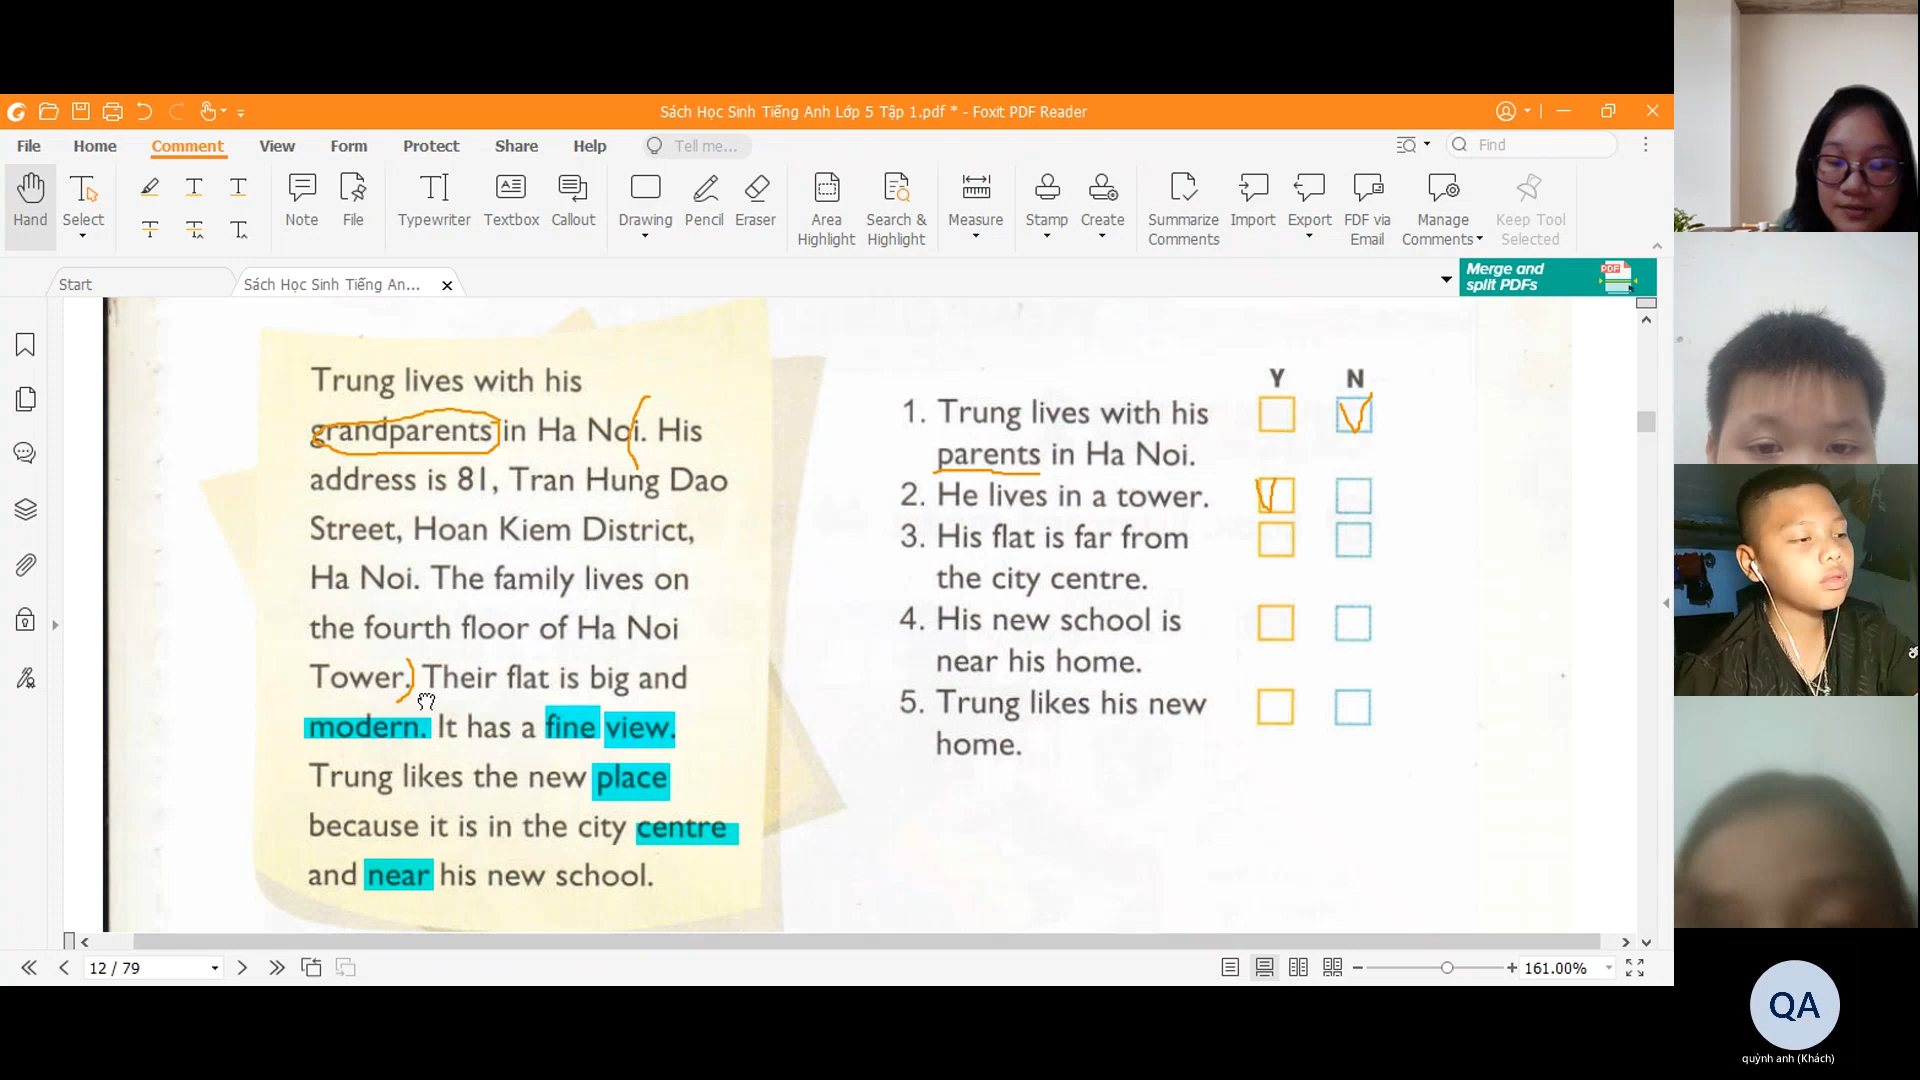 Sách Học Sinh Tiếng Anh Lớp 5 Tập 1.pdf * - Foxit PDF Reader
File Home Comment View Form Protect Share Help Tell me... Find
Hand Select Note File Typewriter Textbox Callout Drawing Pencil Eraser Area Highlight Search & Highlight Measure Stamp Create Summarize Comments Import Export FDF via Email Manage Comments Keep Tool Selected
Start Sách Học Sinh Tiếng An...
Merge and
split PDFs
PDF
Trung lives with his
grandparents in Ha Noi. His
address is 81, Tran Hung Dao
Street, Hoan Kiem District,
Ha Noi. The family lives on
the fourth floor of Ha Noi
Tower. Their flat is big and
modern. It has a fine view.
Trung likes the new place
because it is in the city centre
and near his new school.
Y N
1. Trung lives with his
parents in Ha Noi.
2. He lives in a tower.
3. His flat is far from
the city centre.
4. His new school is
near his home.
5. Trung likes his new
home.
12 / 79
161.00%
QA
quỳnh anh (Khách)